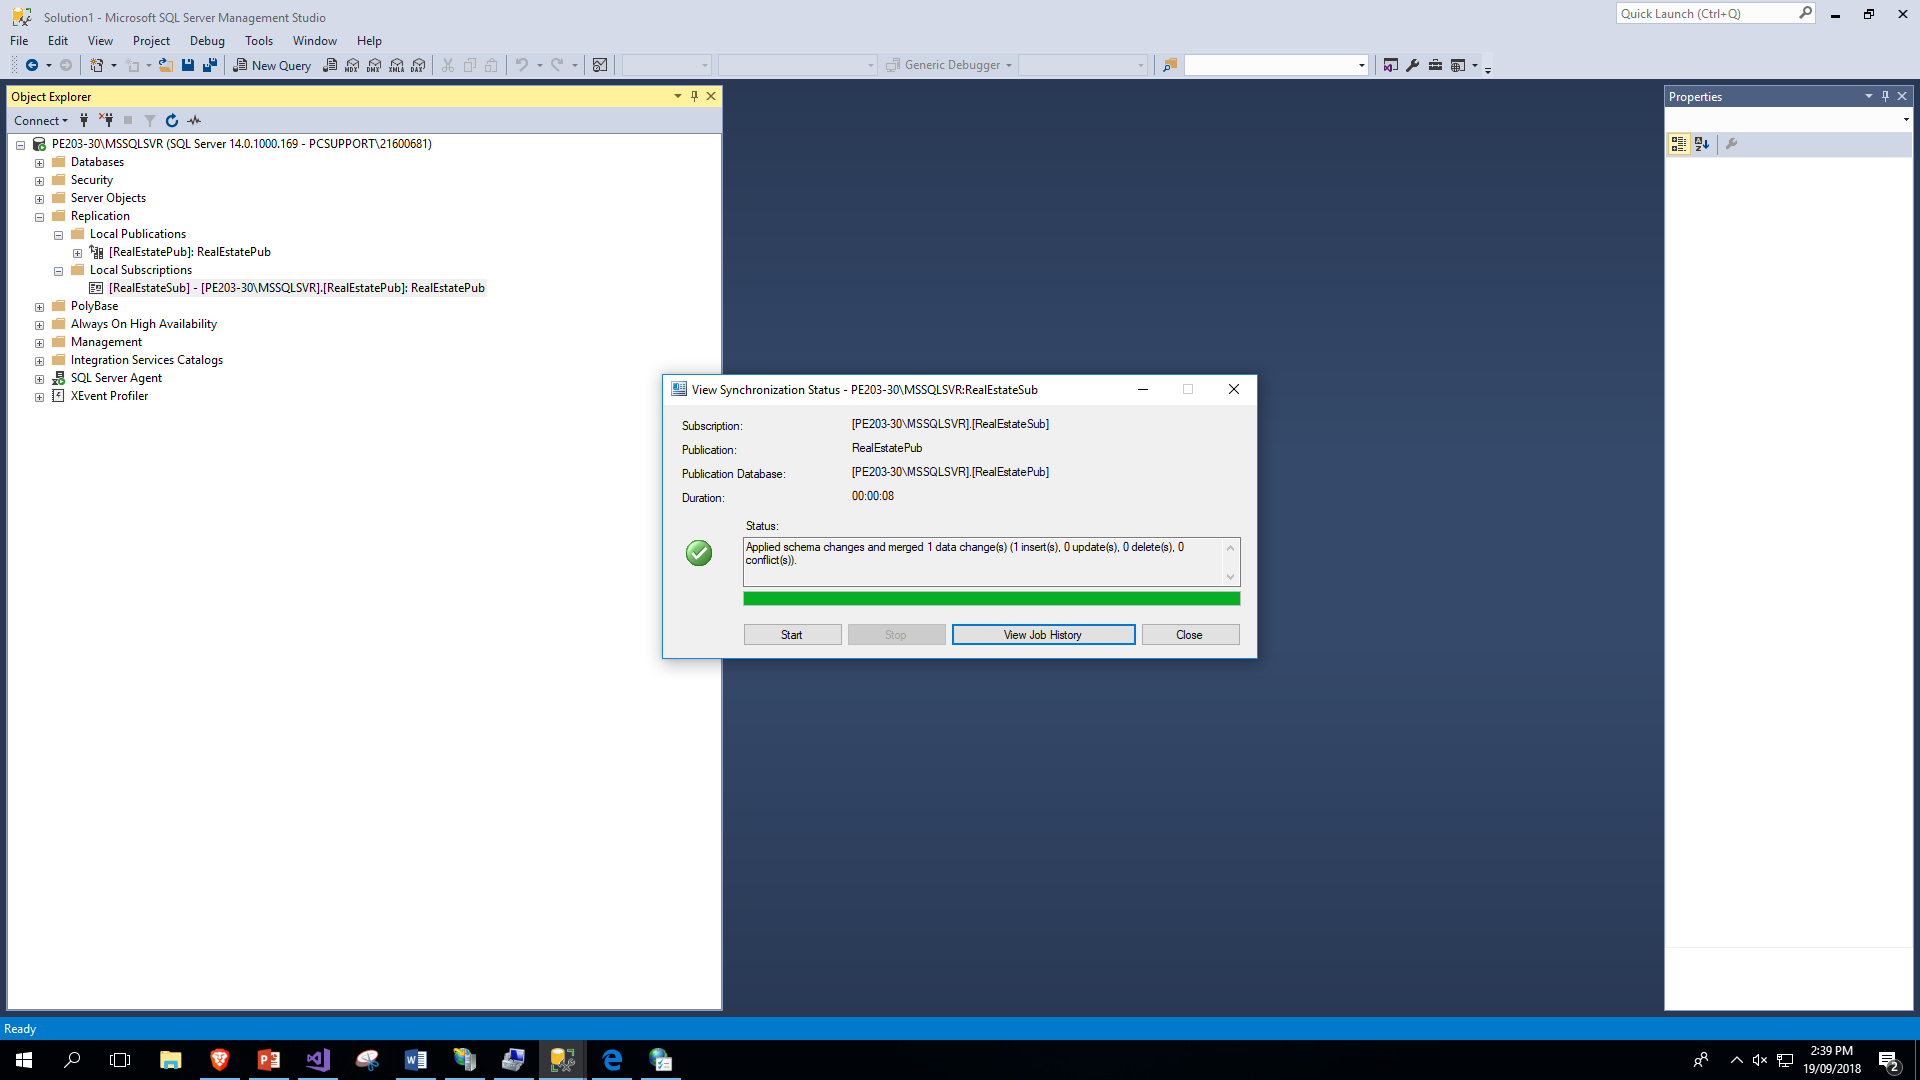 Solution1 - Microsoft SQL Server Management Studio
Quick Launch (Ctrl+Q)
File Edit View Project Debug Tools Window Help
New Query MDX DMX XMLA DAX Generic Debugger
Object Explorer
Connect
PE203-30\MSSQLSVR (SQL Server 14.0.1000.169 - PCSUPPORT\21600681)
Databases
Security
Server Objects
Replication
Local Publications
[RealEstatePub]: RealEstatePub
Local Subscriptions
[RealEstateSub] - [PE203-30\MSSQLSVR].[RealEstatePub]: RealEstatePub
PolyBase
Always On High Availability
Management
Integration Services Catalogs
SQL Server Agent
XEvent Profiler
Properties
View Synchronization Status - PE203-30\MSSQLSVR:RealEstateSub
Subscription: [PE203-30\MSSQLSVR].[RealEstateSub]
Publication: RealEstatePub
Publication Database: [PE203-30\MSSQLSVR].[RealEstatePub]
Duration: 00:00:08
Status:
Applied schema changes and merged 1 data change(s) (1 insert(s), 0 update(s), 0 delete(s), 0
conflict(s)).
Start Stop View Job History Close
Ready
2:39 PM
19/09/2018
2